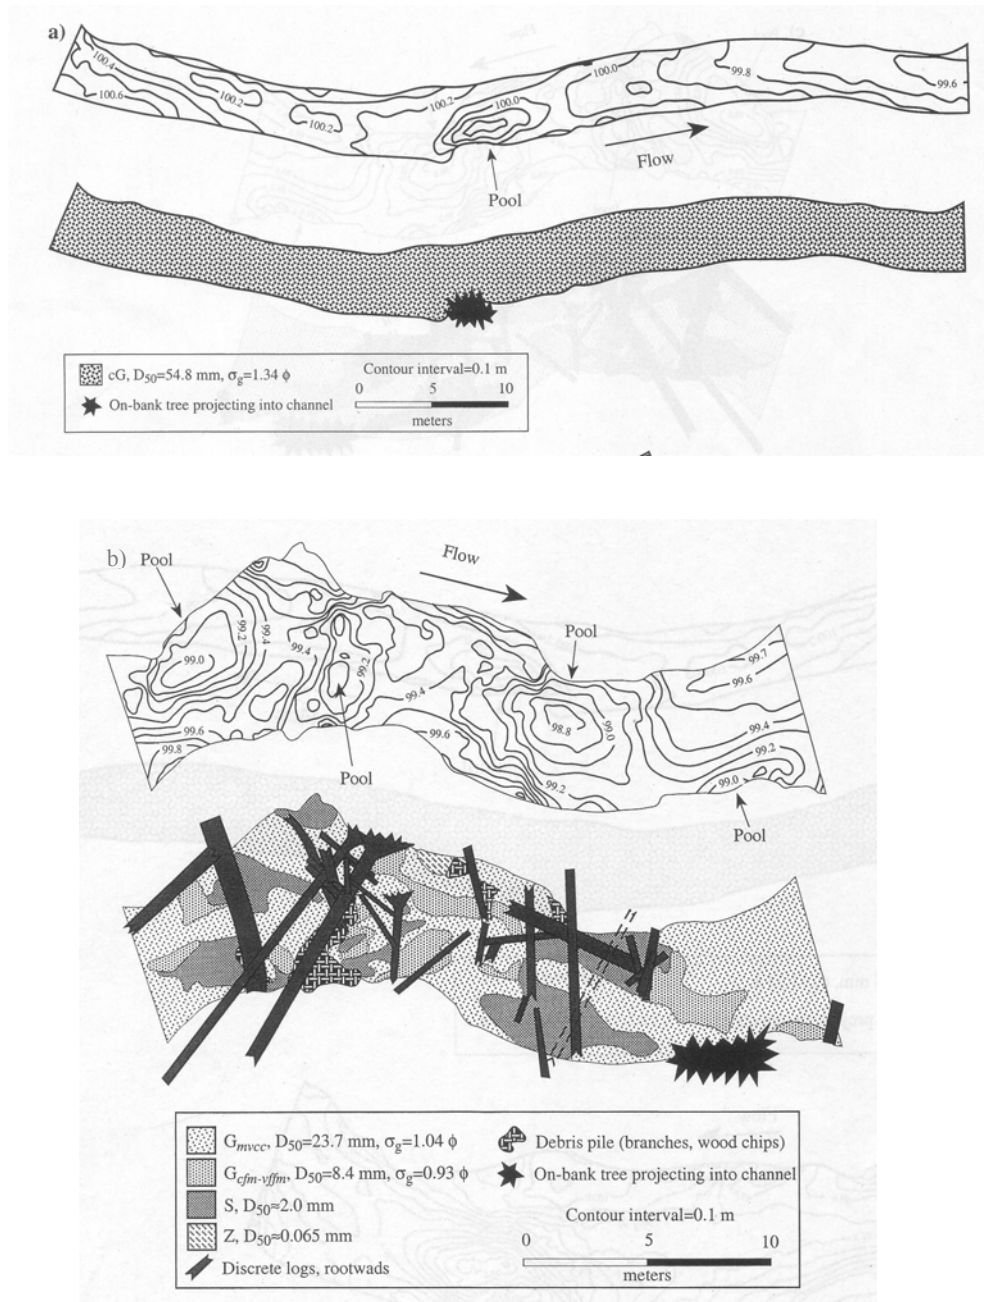 a)
100.4
100.6
100.2
100.2
100.2
100.0
100.0
99.8
99.6
Flow
Pool
cG, D50=54.8 mm, σg=1.34 ϕ
On-bank tree projecting into channel
Contour interval=0.1 m
0 5 10
meters
b)
Pool
Flow
99.2
99.4
99.0
99.4
99.2
99.4
99.6
99.8
99.6
Pool
Pool
98.8
99.0
99.2
99.7
99.6
99.4
99.2
99.0
Pool
Gmvcc, D50=23.7 mm, σg=1.04 ϕ
Gcfm-vffm, D50=8.4 mm, σg=0.93 ϕ
S, D50≈2.0 mm
Z, D50≈0.065 mm
Discrete logs, rootwads
Debris pile (branches, wood chips)
On-bank tree projecting into channel
Contour interval=0.1 m
0 5 10
meters